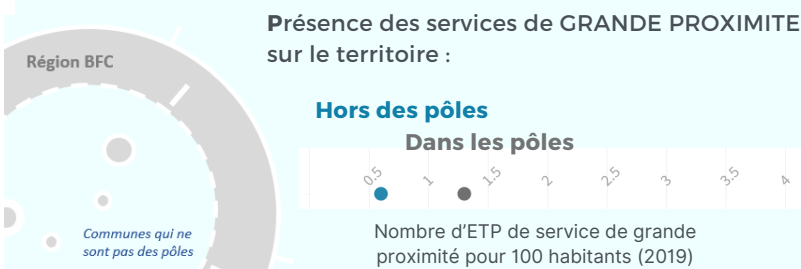 Présence des services de GRANDE PROXIMITE
sur le territoire :
Région BFC
Hors des pôles
Dans les pôles
0.5 1 1.5 2 2.5 3 3.5 4
Communes qui ne
sont pas des pôles
Nombre d’ETP de service de grande
proximité pour 100 habitants (2019)